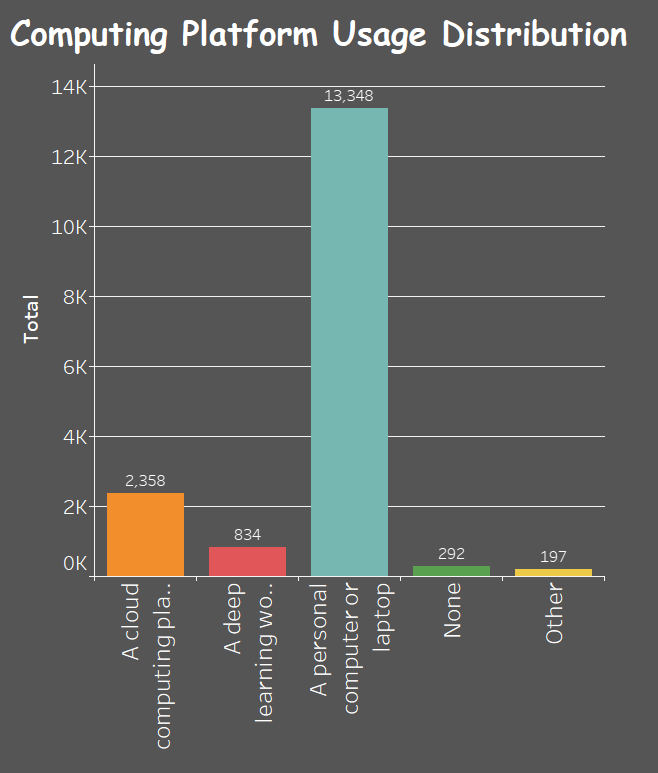 Computing Platform Usage Distribution
14K
12K
10K
8K
6K
4K
2K
0K
Total
2,358
834
13,348
292
197
A cloud
computing pla..
A deep
learning wo..
A personal
computer or
laptop
None
Other